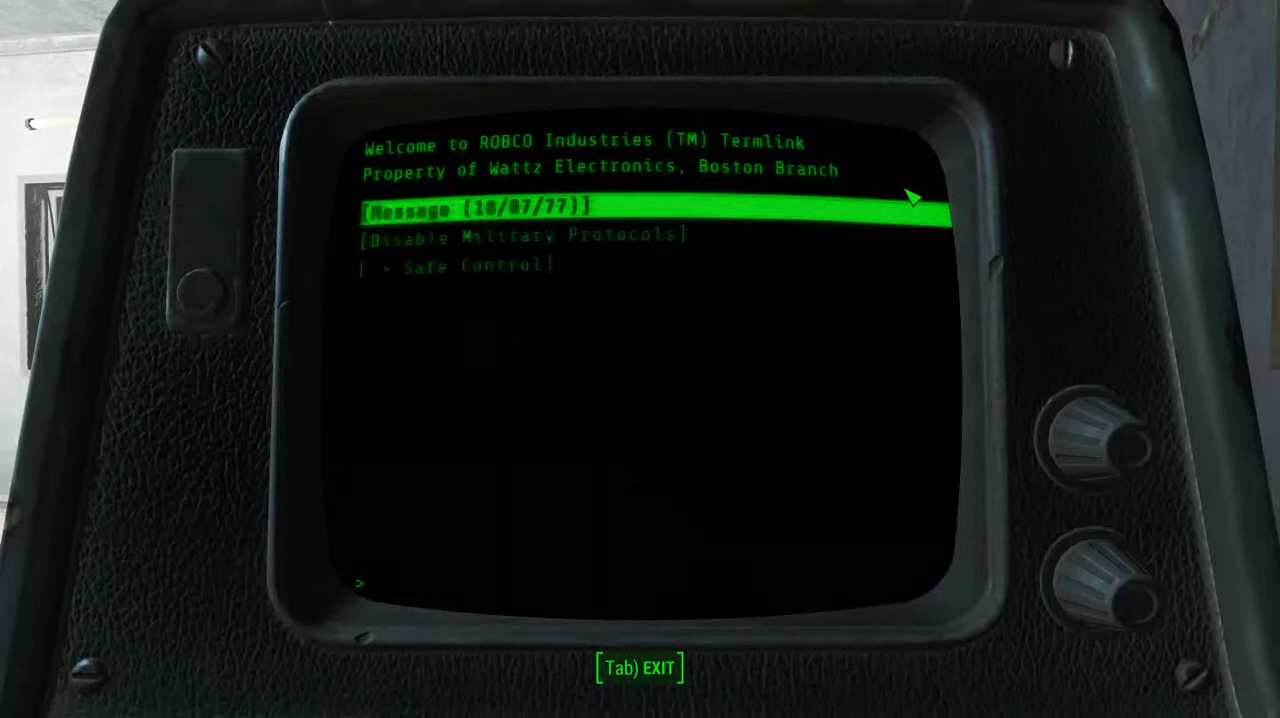 Welcome to ROBCO Industries (TM) Termlink
Property of Wattz Electronics, Boston Branch
[Message (10/07/77)]
[Disable Military Protocols]
[ > Safe Control]
>
[Tab) EXIT]